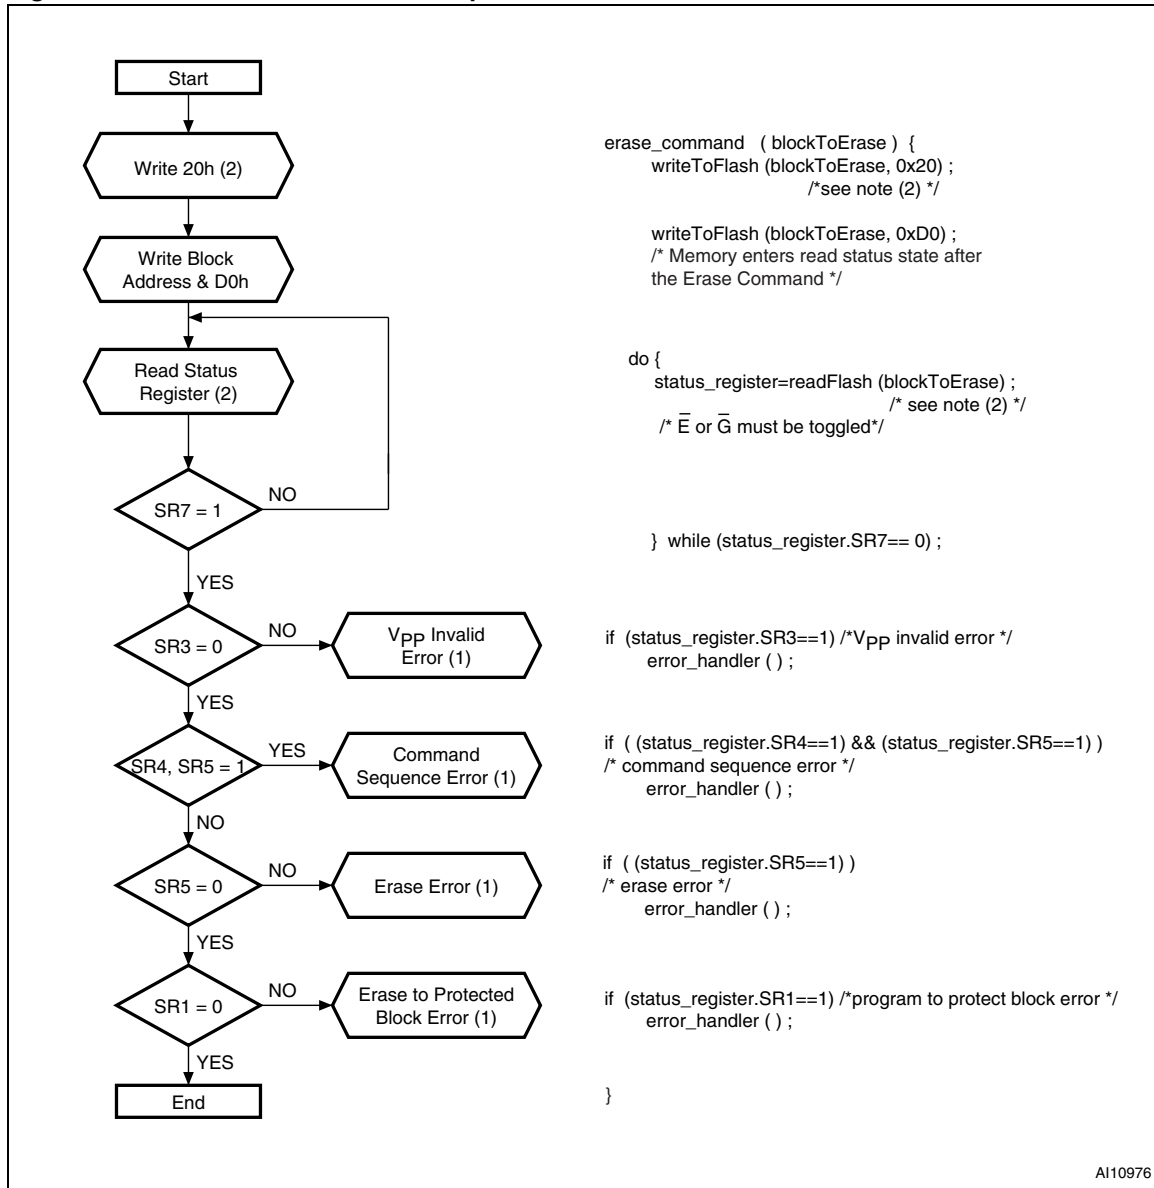 Start
Write 20h (2)
Write Block
Address & D0h
Read Status
Register (2)
SR7 = 1
NO
YES
SR3 = 0
NO
VPP Invalid
Error (1)
YES
SR4, SR5 = 1
YES
Command
Sequence Error (1)
NO
SR5 = 0
NO
Erase Error (1)
YES
SR1 = 0
NO
Erase to Protected
Block Error (1)
YES
End
erase_command ( blockToErase ) {
writeToFlash (blockToErase, 0x20) ;
/*see note (2) */
writeToFlash (blockToErase, 0xD0) ;
/* Memory enters read status state after
the Erase Command */
do {
status_register=readFlash (blockToErase) ;
/* see note (2) */
/* E̅ or G̅ must be toggled*/
} while (status_register.SR7== 0) ;
if (status_register.SR3==1) /*VPP invalid error */
error_handler ( ) ;
if ( (status_register.SR4==1) && (status_register.SR5==1) )
/* command sequence error */
error_handler ( ) ;
if ( (status_register.SR5==1) )
/* erase error */
error_handler ( ) ;
if (status_register.SR1==1) /*program to protect block error */
error_handler ( ) ;
}
AI10976